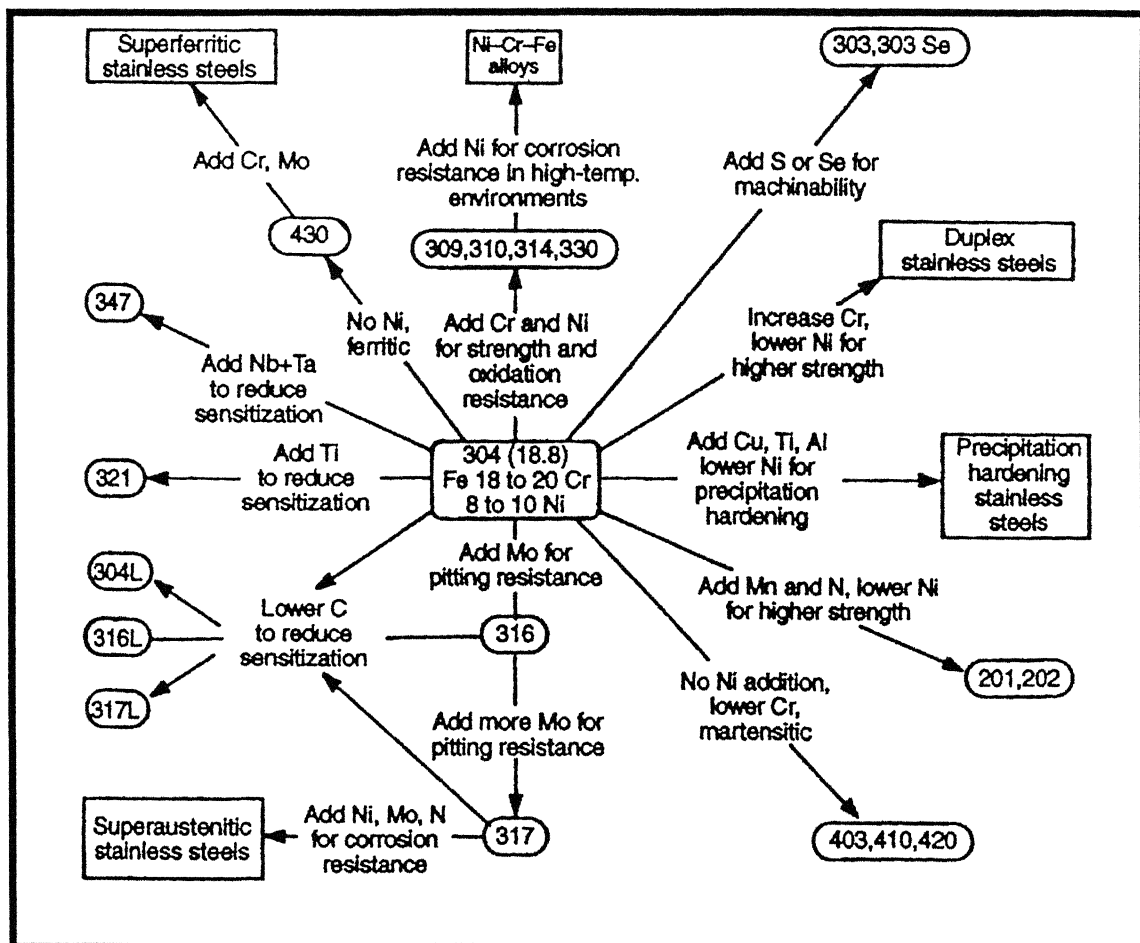 Superferritic
stainless steels
Ni–Cr–Fe
alloys
303,303 Se
Add Cr, Mo
Add Ni for corrosion
resistance in high-temp.
environments
Add S or Se for
machinability
430
309,310,314,330
Duplex
stainless steels
347
No Ni,
ferritic
Add Cr and Ni
for strength and
oxidation
resistance
Increase Cr,
lower Ni for
higher strength
Add Nb+Ta
to reduce
sensitization
304 (18.8)
Fe 18 to 20 Cr
8 to 10 Ni
Add Cu, Ti, Al
lower Ni for
precipitation
hardening
Precipitation
hardening
stainless
steels
321
Add Ti
to reduce
sensitization
Add Mo for
pitting resistance
304L
316L
317L
Lower C
to reduce
sensitization
316
Add Mn and N, lower Ni
for higher strength
201,202
No Ni addition,
lower Cr,
martensitic
Add more Mo for
pitting resistance
Superaustenitic
stainless steels
Add Ni, Mo, N
for corrosion
resistance
317
403,410,420